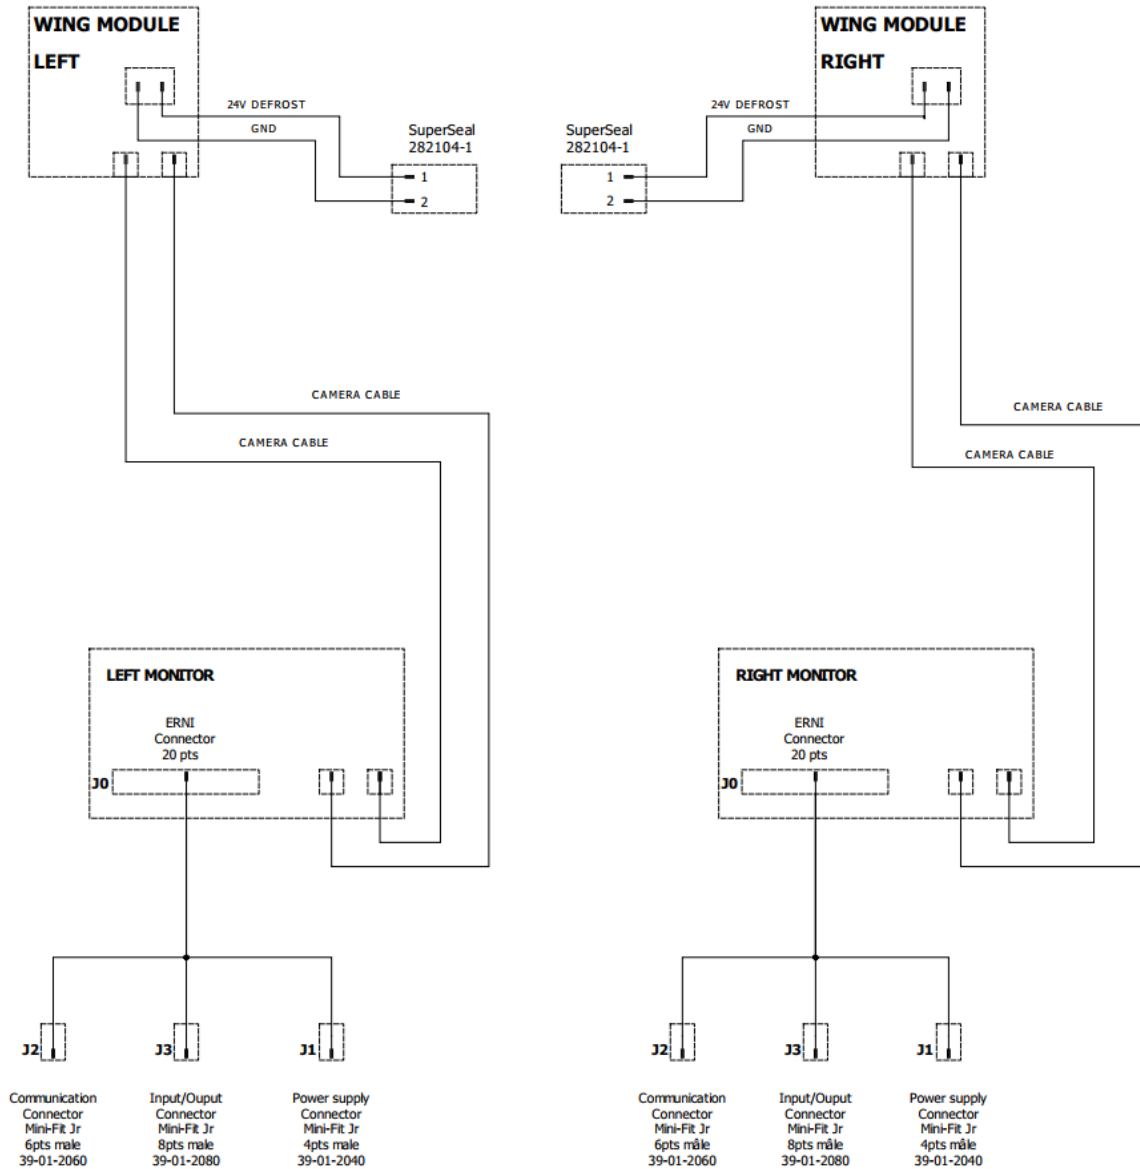 WING MODULE
LEFT
24V DEFROST
GND
SuperSeal
282104-1
1
2
CAMERA CABLE
CAMERA CABLE
WING MODULE
RIGHT
24V DEFROST
GND
SuperSeal
282104-1
1
2
CAMERA CABLE
CAMERA CABLE
LEFT MONITOR
ERNI
Connector
20 pts
J0
RIGHT MONITOR
ERNI
Connector
20 pts
J0
J2
Communication
Connector
Mini-Fit Jr
6pts male
39-01-2060
J3
Input/Ouput
Connector
Mini-Fit Jr
8pts male
39-01-2080
J1
Power supply
Connector
Mini-Fit Jr
4pts male
39-01-2040
J2
Communication
Connector
Mini-Fit Jr
6pts mâle
39-01-2060
J3
Input/Ouput
Connector
Mini-Fit Jr
8pts mâle
39-01-2080
J1
Power supply
Connector
Mini-Fit Jr
4pts mâle
39-01-2040